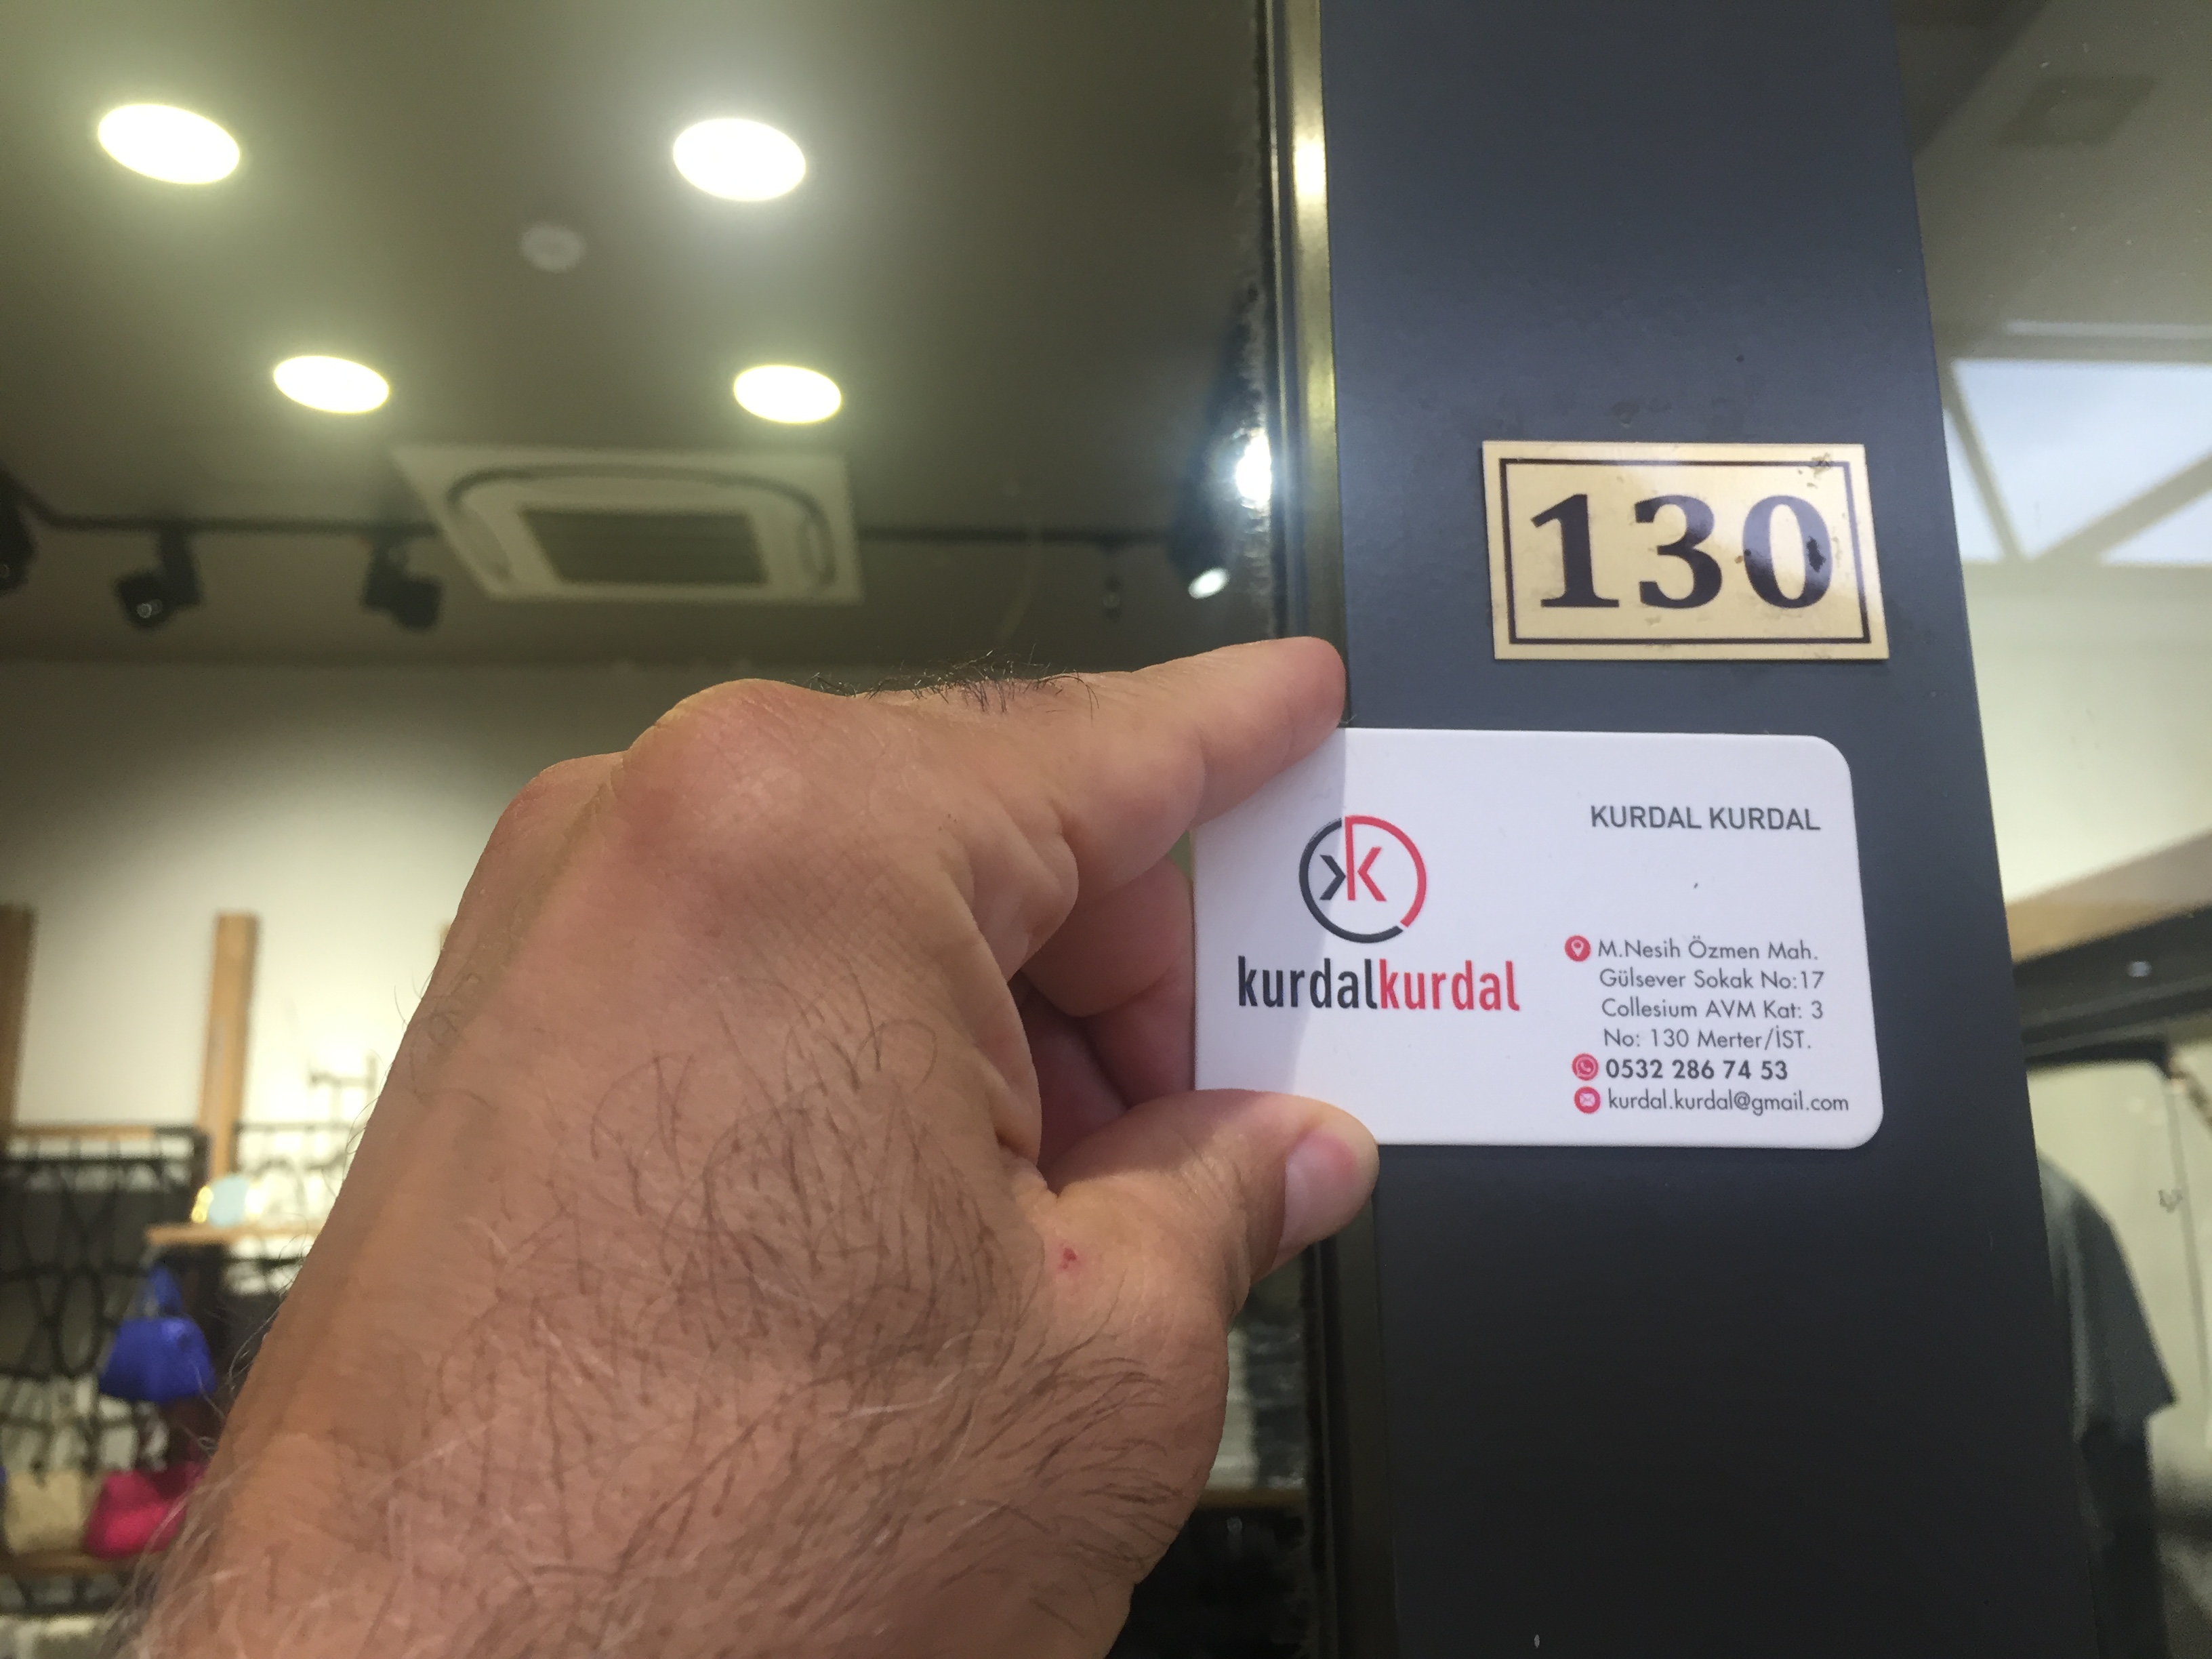 130
KURDAL KURDAL
kk
kurdalkurdal
M.Nesih Özmen Mah.
Gülsever Sokak No:17
Collesium AVM Kat: 3
No: 130 Merter/İST.
0532 286 74 53
kurdal.kurdal@gmail.com